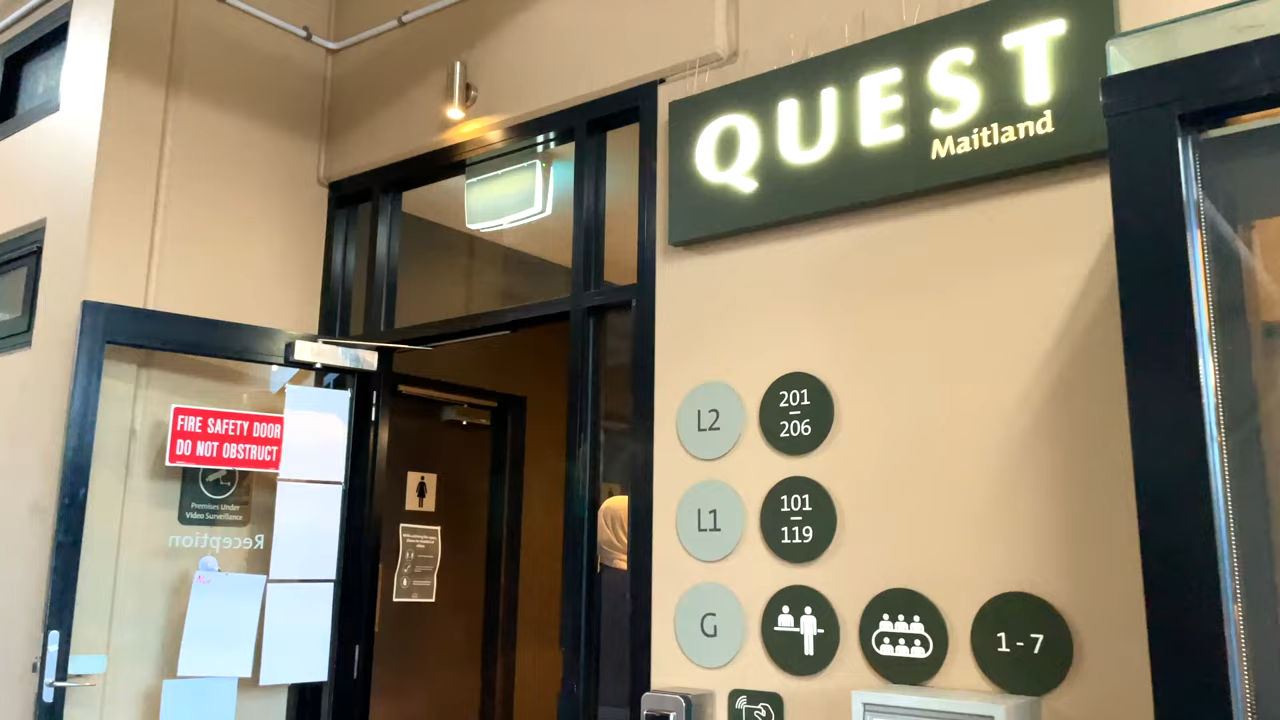 QUEST
Maitland
FIRE SAFETY DOOR
DO NOT OBSTRUCT
Premises Under
Video Surveillance
Reception
L2
201
206
L1
101
119
G
1-7